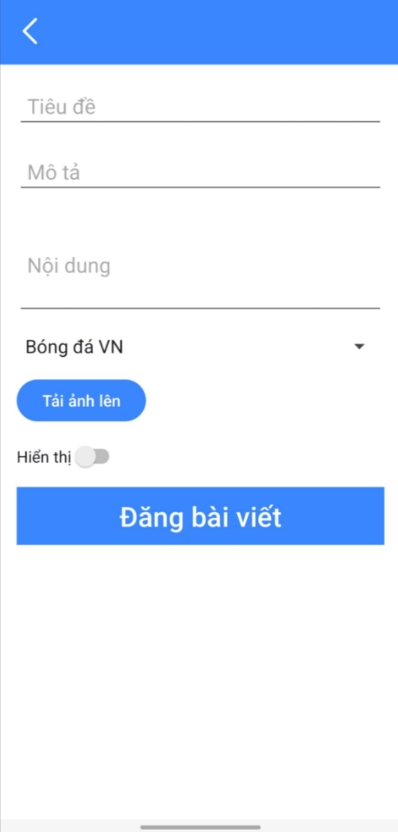 Tiêu đề
Mô tả
Nội dung
Bóng đá VN
Tải ảnh lên
Hiển thị
Đăng bài viết